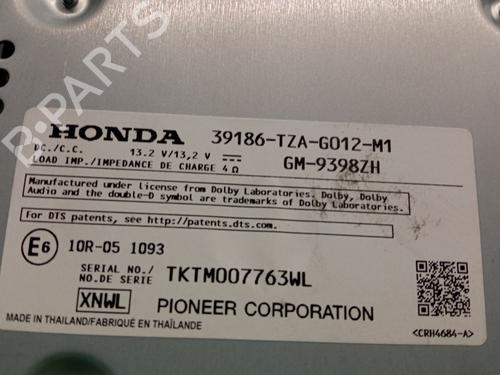 HONDA 39186-TZA-G012-M1
DC./C.C. 13.2 V/13,2 V ⎓ GM-9398ZH
LOAD IMP./IMPEDANCE DE CHARGE 4Ω
Manufactured under license from Dolby Laboratories. Dolby, Dolby
Audio and the double-D symbol are trademarks of Dolby Laboratories.
For DTS patents, see http://patents.dts.com.
E6 10R-05 1093
SERIAL NO./
NO.DE SERIE TKTM007763WL
XNWL PIONEER CORPORATION
MADE IN THAILAND/FABRIQUÉ EN THAÏLANDE
<CRH4684-A>
B-PARTS